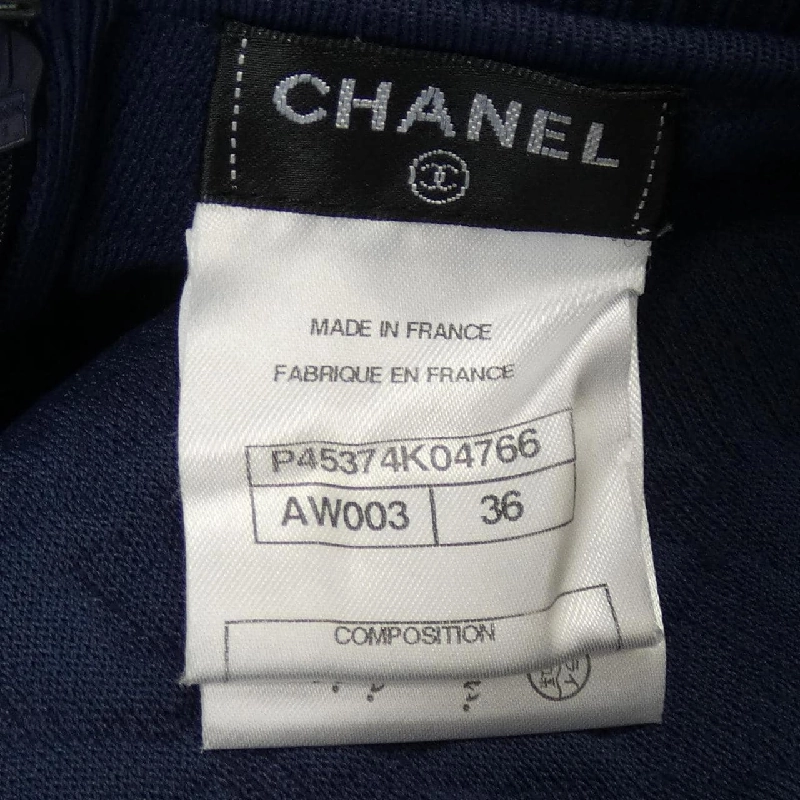 CHANEL
MADE IN FRANCE
FABRIQUE EN FRANCE
P45374K04766
AW003 36
COMPOSITION